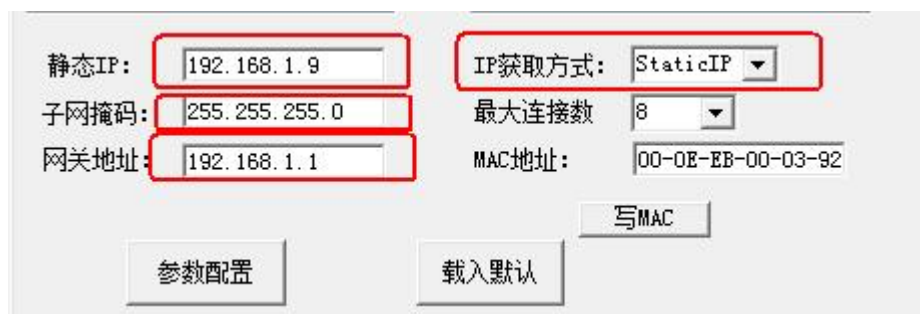 静态IP: 192.168.1.9 IP获取方式: StaticIP
子网掩码: 255.255.255.0 最大连接数 8
网关地址: 192.168.1.1 MAC地址: 00-0E-EB-00-03-92
写MAC
参数配置 载入默认